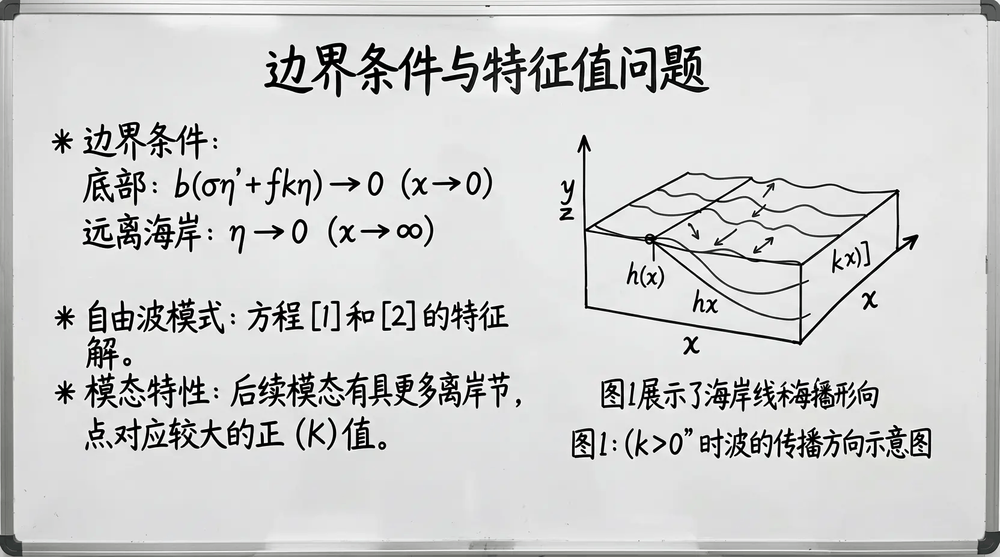 边界条件与特征值问题
* 边界条件:
底部: b(ση' + fkη) → 0 (x → 0)
远离海岸: η → 0 (x → ∞)
* 自由波模式: 方程 [1] 和 [2] 的特征
解。
* 模态特性: 后续模态有具更多离岸节,
点对应较大的正 (K) 值。
y
z
h(x)
hx
kx)]
x
x
图1展示了海岸线和海播形向
图1: (k>0" 时波的传播方向示意图